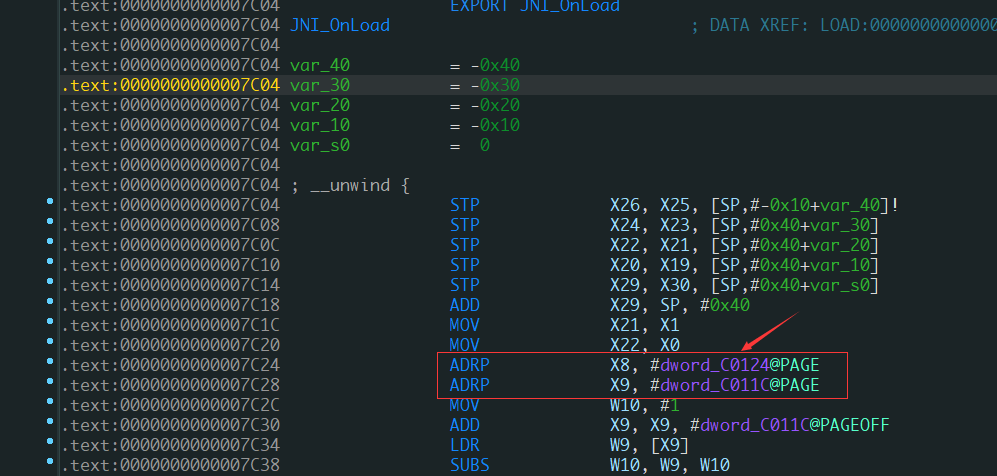 .text:0000000000007C04 EXPORT JNI_OnLoad
.text:0000000000007C04 JNI_OnLoad ; DATA XREF: LOAD:0000000000000
.text:0000000000007C04
.text:0000000000007C04 var_40 = -0x40
.text:0000000000007C04 var_30 = -0x30
.text:0000000000007C04 var_20 = -0x20
.text:0000000000007C04 var_10 = -0x10
.text:0000000000007C04 var_s0 = 0
.text:0000000000007C04
.text:0000000000007C04 ; __unwind {
.text:0000000000007C04 STP X26, X25, [SP,#-0x10+var_40]!
.text:0000000000007C08 STP X24, X23, [SP,#0x40+var_30]
.text:0000000000007C0C STP X22, X21, [SP,#0x40+var_20]
.text:0000000000007C10 STP X20, X19, [SP,#0x40+var_10]
.text:0000000000007C14 STP X29, X30, [SP,#0x40+var_s0]
.text:0000000000007C18 ADD X29, SP, #0x40
.text:0000000000007C1C MOV X21, X1
.text:0000000000007C20 MOV X22, X0
.text:0000000000007C24 ADRP X8, #dword_C0124@PAGE
.text:0000000000007C28 ADRP X9, #dword_C011C@PAGE
.text:0000000000007C2C MOV W10, #1
.text:0000000000007C30 ADD X9, X9, #dword_C011C@PAGEOFF
.text:0000000000007C34 LDR W9, [X9]
.text:0000000000007C38 SUBS W10, W9, W10